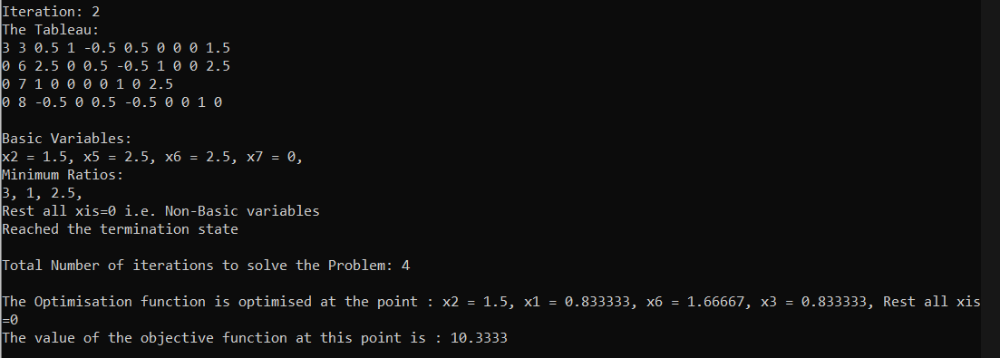 Iteration: 2
The Tableau:
3 3 0.5 1 -0.5 0.5 0 0 0 1.5
0 6 2.5 0 0.5 -0.5 1 0 0 2.5
0 7 1 0 0 0 0 1 0 2.5
0 8 -0.5 0 0.5 -0.5 0 0 1 0
Basic Variables:
x2 = 1.5, x5 = 2.5, x6 = 2.5, x7 = 0,
Minimum Ratios:
3, 1, 2.5,
Rest all xis=0 i.e. Non-Basic variables
Reached the termination state
Total Number of iterations to solve the Problem: 4
The Optimisation function is optimised at the point : x2 = 1.5, x1 = 0.833333, x6 = 1.66667, x3 = 0.833333, Rest all xis
=0
The value of the objective function at this point is : 10.3333